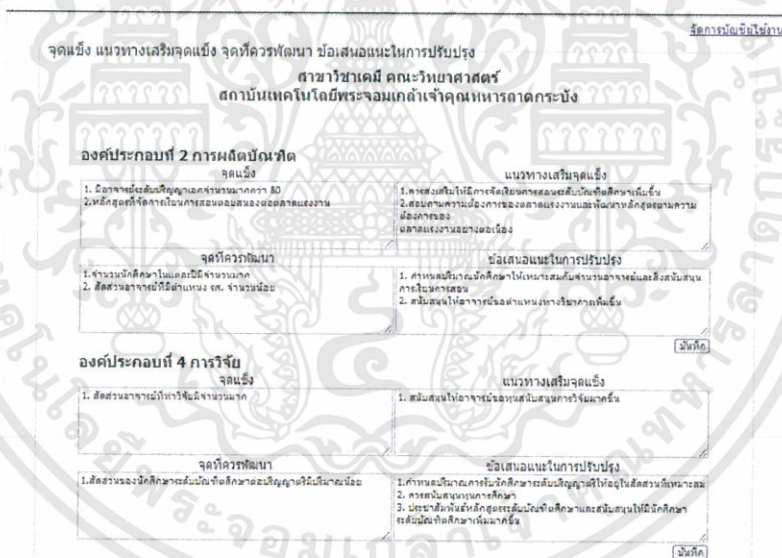 จัดการบัญชีผู้ใช้งาน
จุดแข็ง แนวทางเสริมจุดแข็ง จุดที่ควรพัฒนา ข้อเสนอแนะในการปรับปรุง
สาขาวิชาเคมี คณะวิทยาศาสตร์
สถาบันเทคโนโลยีพระจอมเกล้าเจ้าคุณทหารลาดกระบัง
องค์ประกอบที่ 2 การผลิตบัณฑิต
จุดแข็ง
1. มีอาจารย์ระดับปริญญาเอกจำนวนมากกว่า 80
2.หลักสูตรที่จัดการเรียนการสอนตอบสนองต่อตลาดแรงงาน
แนวทางเสริมจุดแข็ง
1.ควรส่งเสริมให้มีการจัดเรียนการสอนระดับบัณฑิตศึกษาเพิ่มขึ้น
2.สอบถามความต้องการของตลาดแรงงานและพัฒนาหลักสูตรตามความ
ต้องการของ
ตลาดแรงงานอย่างต่อเนื่อง
จุดที่ควรพัฒนา
1.จำนวนนักศึกษาในแต่ละปีมีจำนวนมาก
2. สัดส่วนอาจารย์ที่มีตำแหน่ง รศ. จำนวนน้อย
ข้อเสนอแนะในการปรับปรุง
1. กำหนดปริมาณนักศึกษาให้เหมาะสมกับจำนวนอาจารย์และสิ่งสนับสนุน
การเรียนการสอน
2. สนับสนุนให้อาจารย์ขอตำแหน่งทางวิชาการเพิ่มขึ้น
บันทึก
องค์ประกอบที่ 4 การวิจัย
จุดแข็ง
1. สัดส่วนอาจารย์ที่ทำวิจัยมีจำนวนมาก
แนวทางเสริมจุดแข็ง
1. สนับสนุนให้อาจารย์ขอทุนสนับสนุนการวิจัยมากขึ้น
จุดที่ควรพัฒนา
1.สัดส่วนของนักศึกษาระดับบัณฑิตศึกษาต่อปริญญาตรีมีปริมาณน้อย
ข้อเสนอแนะในการปรับปรุง
1.กำหนดปริมาณการรับนักศึกษาระดับปริญญาตรีให้อยู่ในสัดส่วนที่เหมาะสม
2. ควรสนับสนุนทุนการศึกษา
3. ประชาสัมพันธ์หลักสูตรระดับบัณฑิตศึกษาและสนับสนุนให้มีนักศึกษา
ระดับบัณฑิตศึกษาเพิ่มมากขึ้น
บันทึก